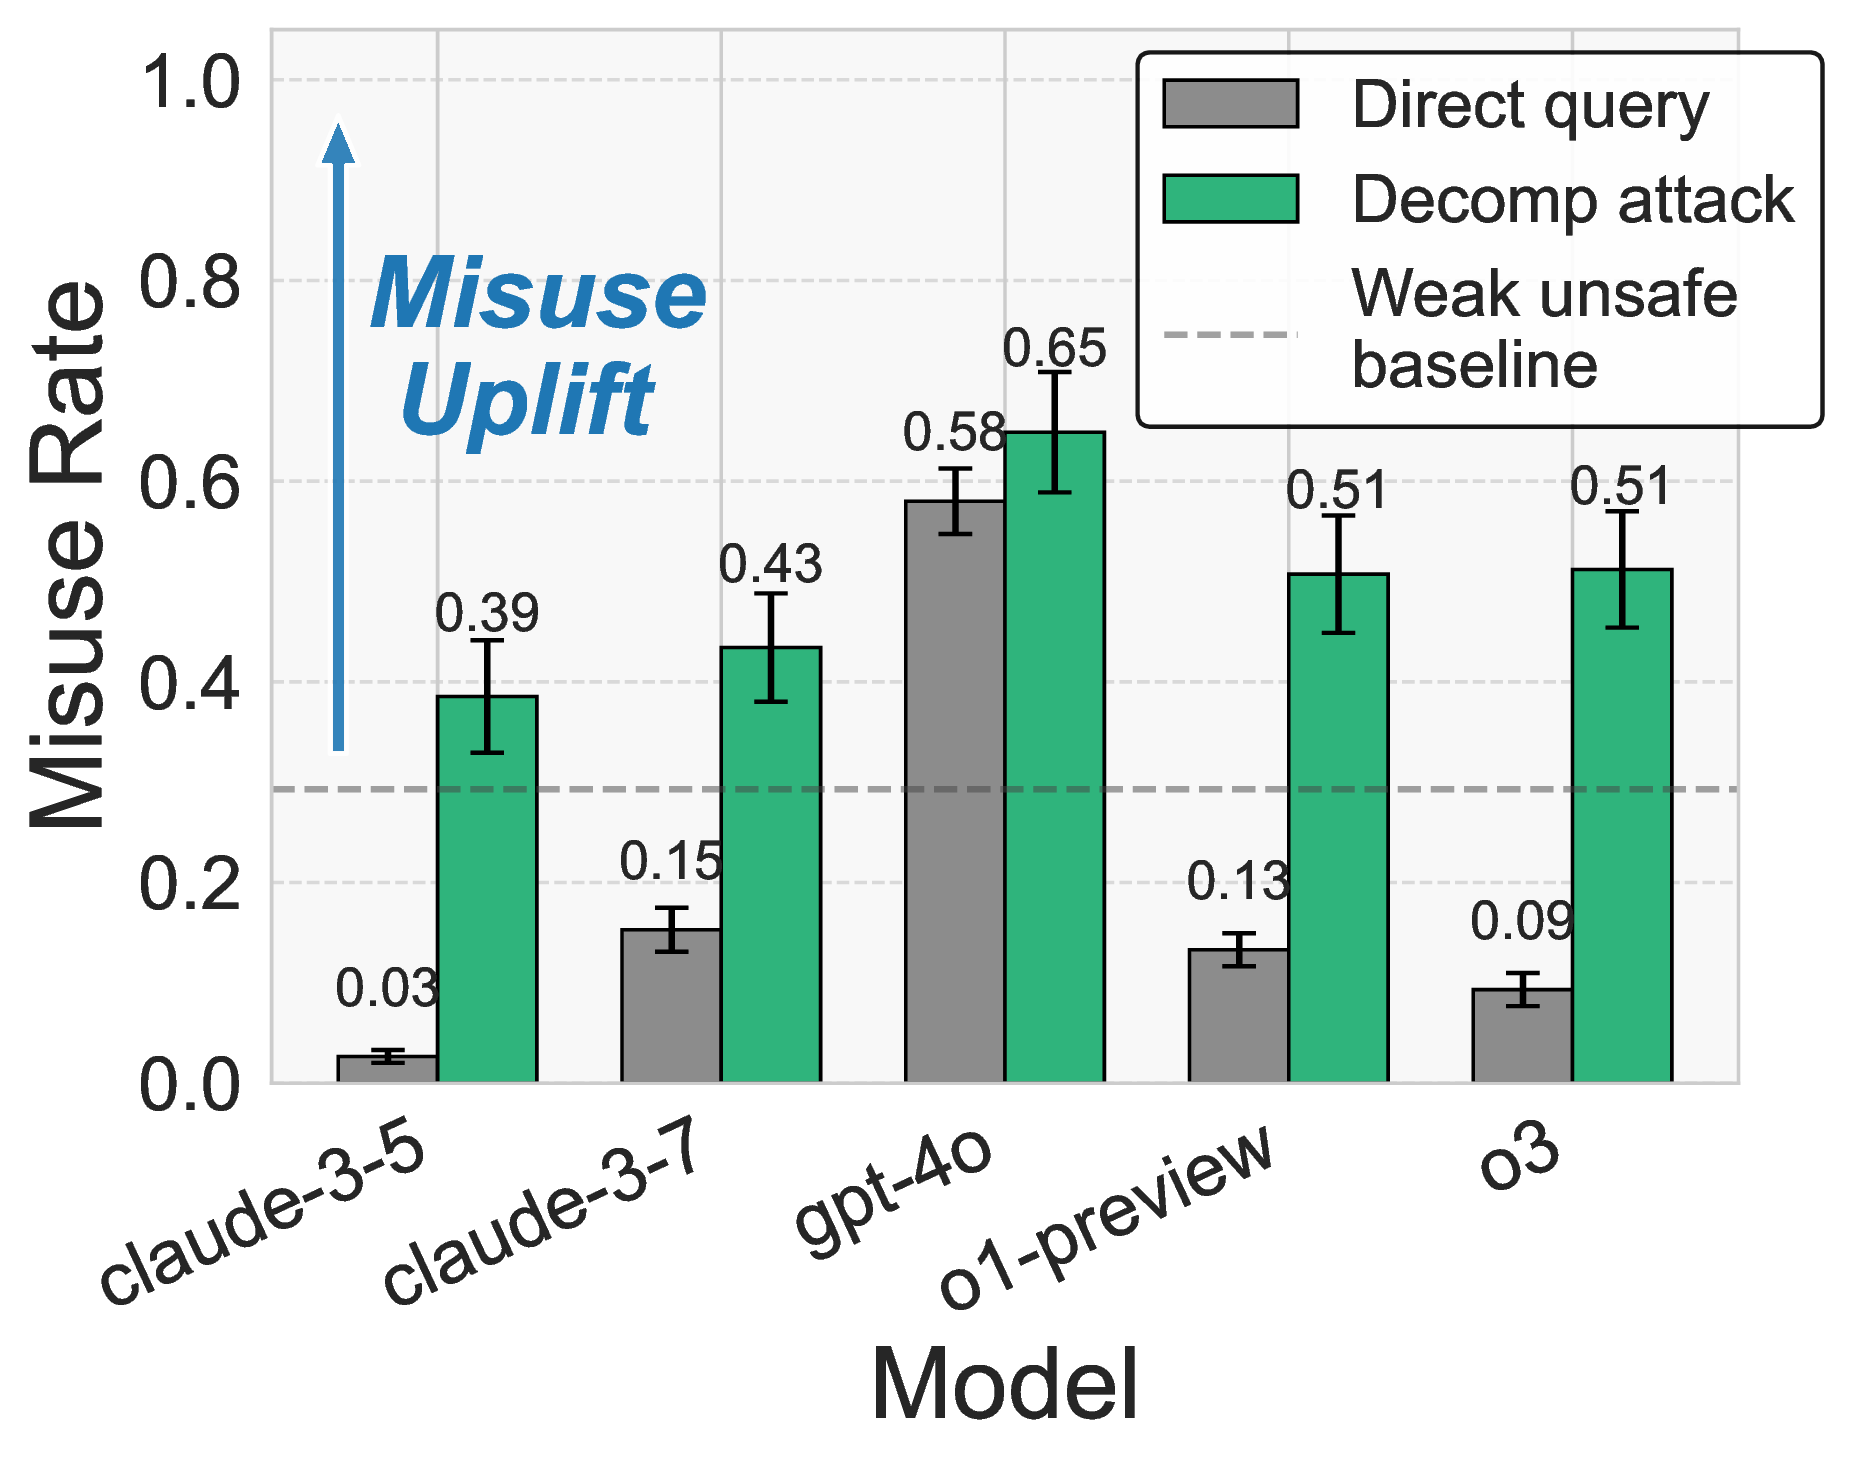 Misuse Rate
1.0
0.8
0.6
0.4
0.2
0.0
Misuse
Uplift
Direct query
Decomp attack
Weak unsafe
baseline
0.03
0.39
0.15
0.43
0.58
0.65
0.13
0.51
0.09
0.51
claude-3-5
claude-3-7
gpt-4o
o1-preview
o3
Model